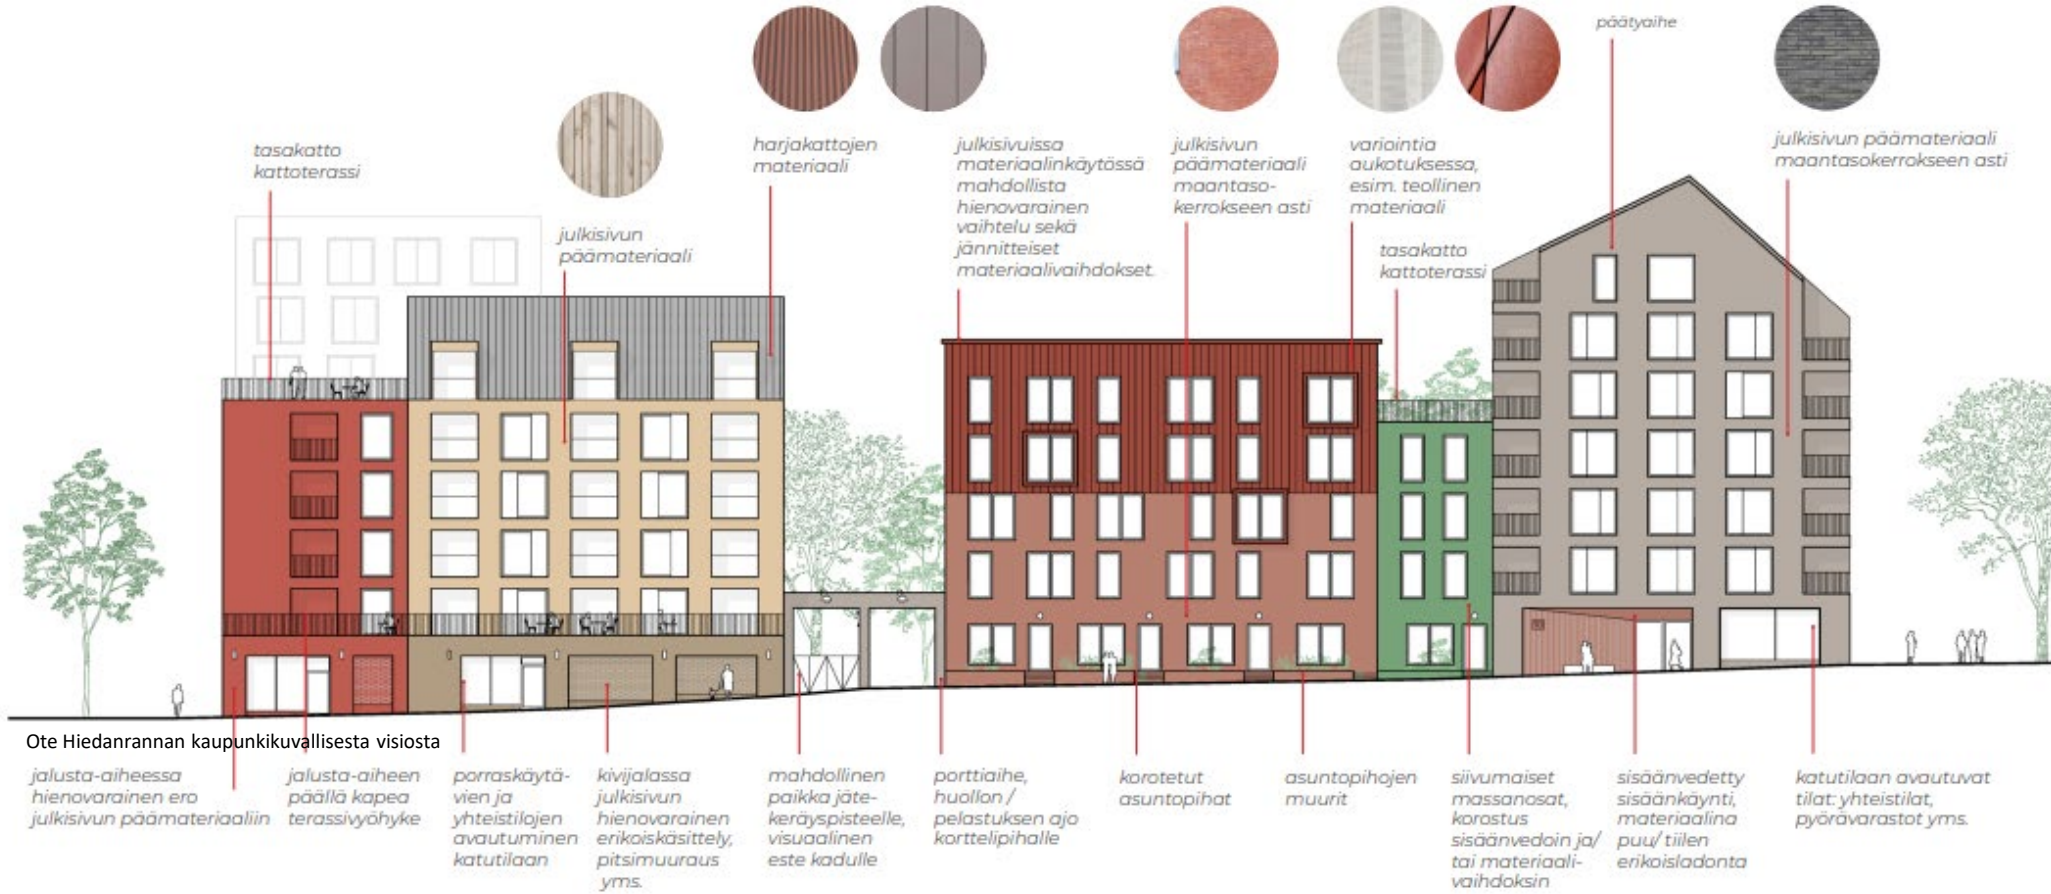 päätyaihe
tasakatto
kattoterassi
julkisivun
päämateriaali
harjakattojen
materiaali
julkisivuissa
materiaalinkäytössä
mahdollista
hienovarainen
vaihtelu sekä
jännitteiset
materiaalivaihdokset.
julkisivun
päämateriaali
maantaso-
kerrokseen asti
variointia
aukotuksessa,
esim. teollinen
materiaali
tasakatto
kattoterassi
julkisivun päämateriaali
maantasokerrokseen asti
Ote Hiedanrannan kaupunkikuvallisesta visiosta
jalusta-aiheessa
hienovarainen ero
julkisivun päämateriaaliin
jalusta-aiheen
päällä kapea
terassivyöhyke
porraskäytä-
vien ja
yhteistilojen
avautuminen
katutilaan
kivijalassa
julkisivun
hienovarainen
erikoiskäsittely,
pitsimuuraus
yms.
mahdollinen
paikka jäte-
keräyspisteelle,
visuaalinen
este kadulle
porttiaihe,
huollon /
pelastuksen ajo
korttelipihalle
korotetut
asuntopihat
asuntopihojen
muurit
siivumaiset
massanosat,
korostus
sisäänvedoin ja/
tai materiaali-
vaihdoksin
sisäänvedetty
sisäänkäynti,
materiaalina
puu/ tiilen
erikoisladonta
katutilaan avautuvat
tilat: yhteistilat,
pyörävarastot yms.